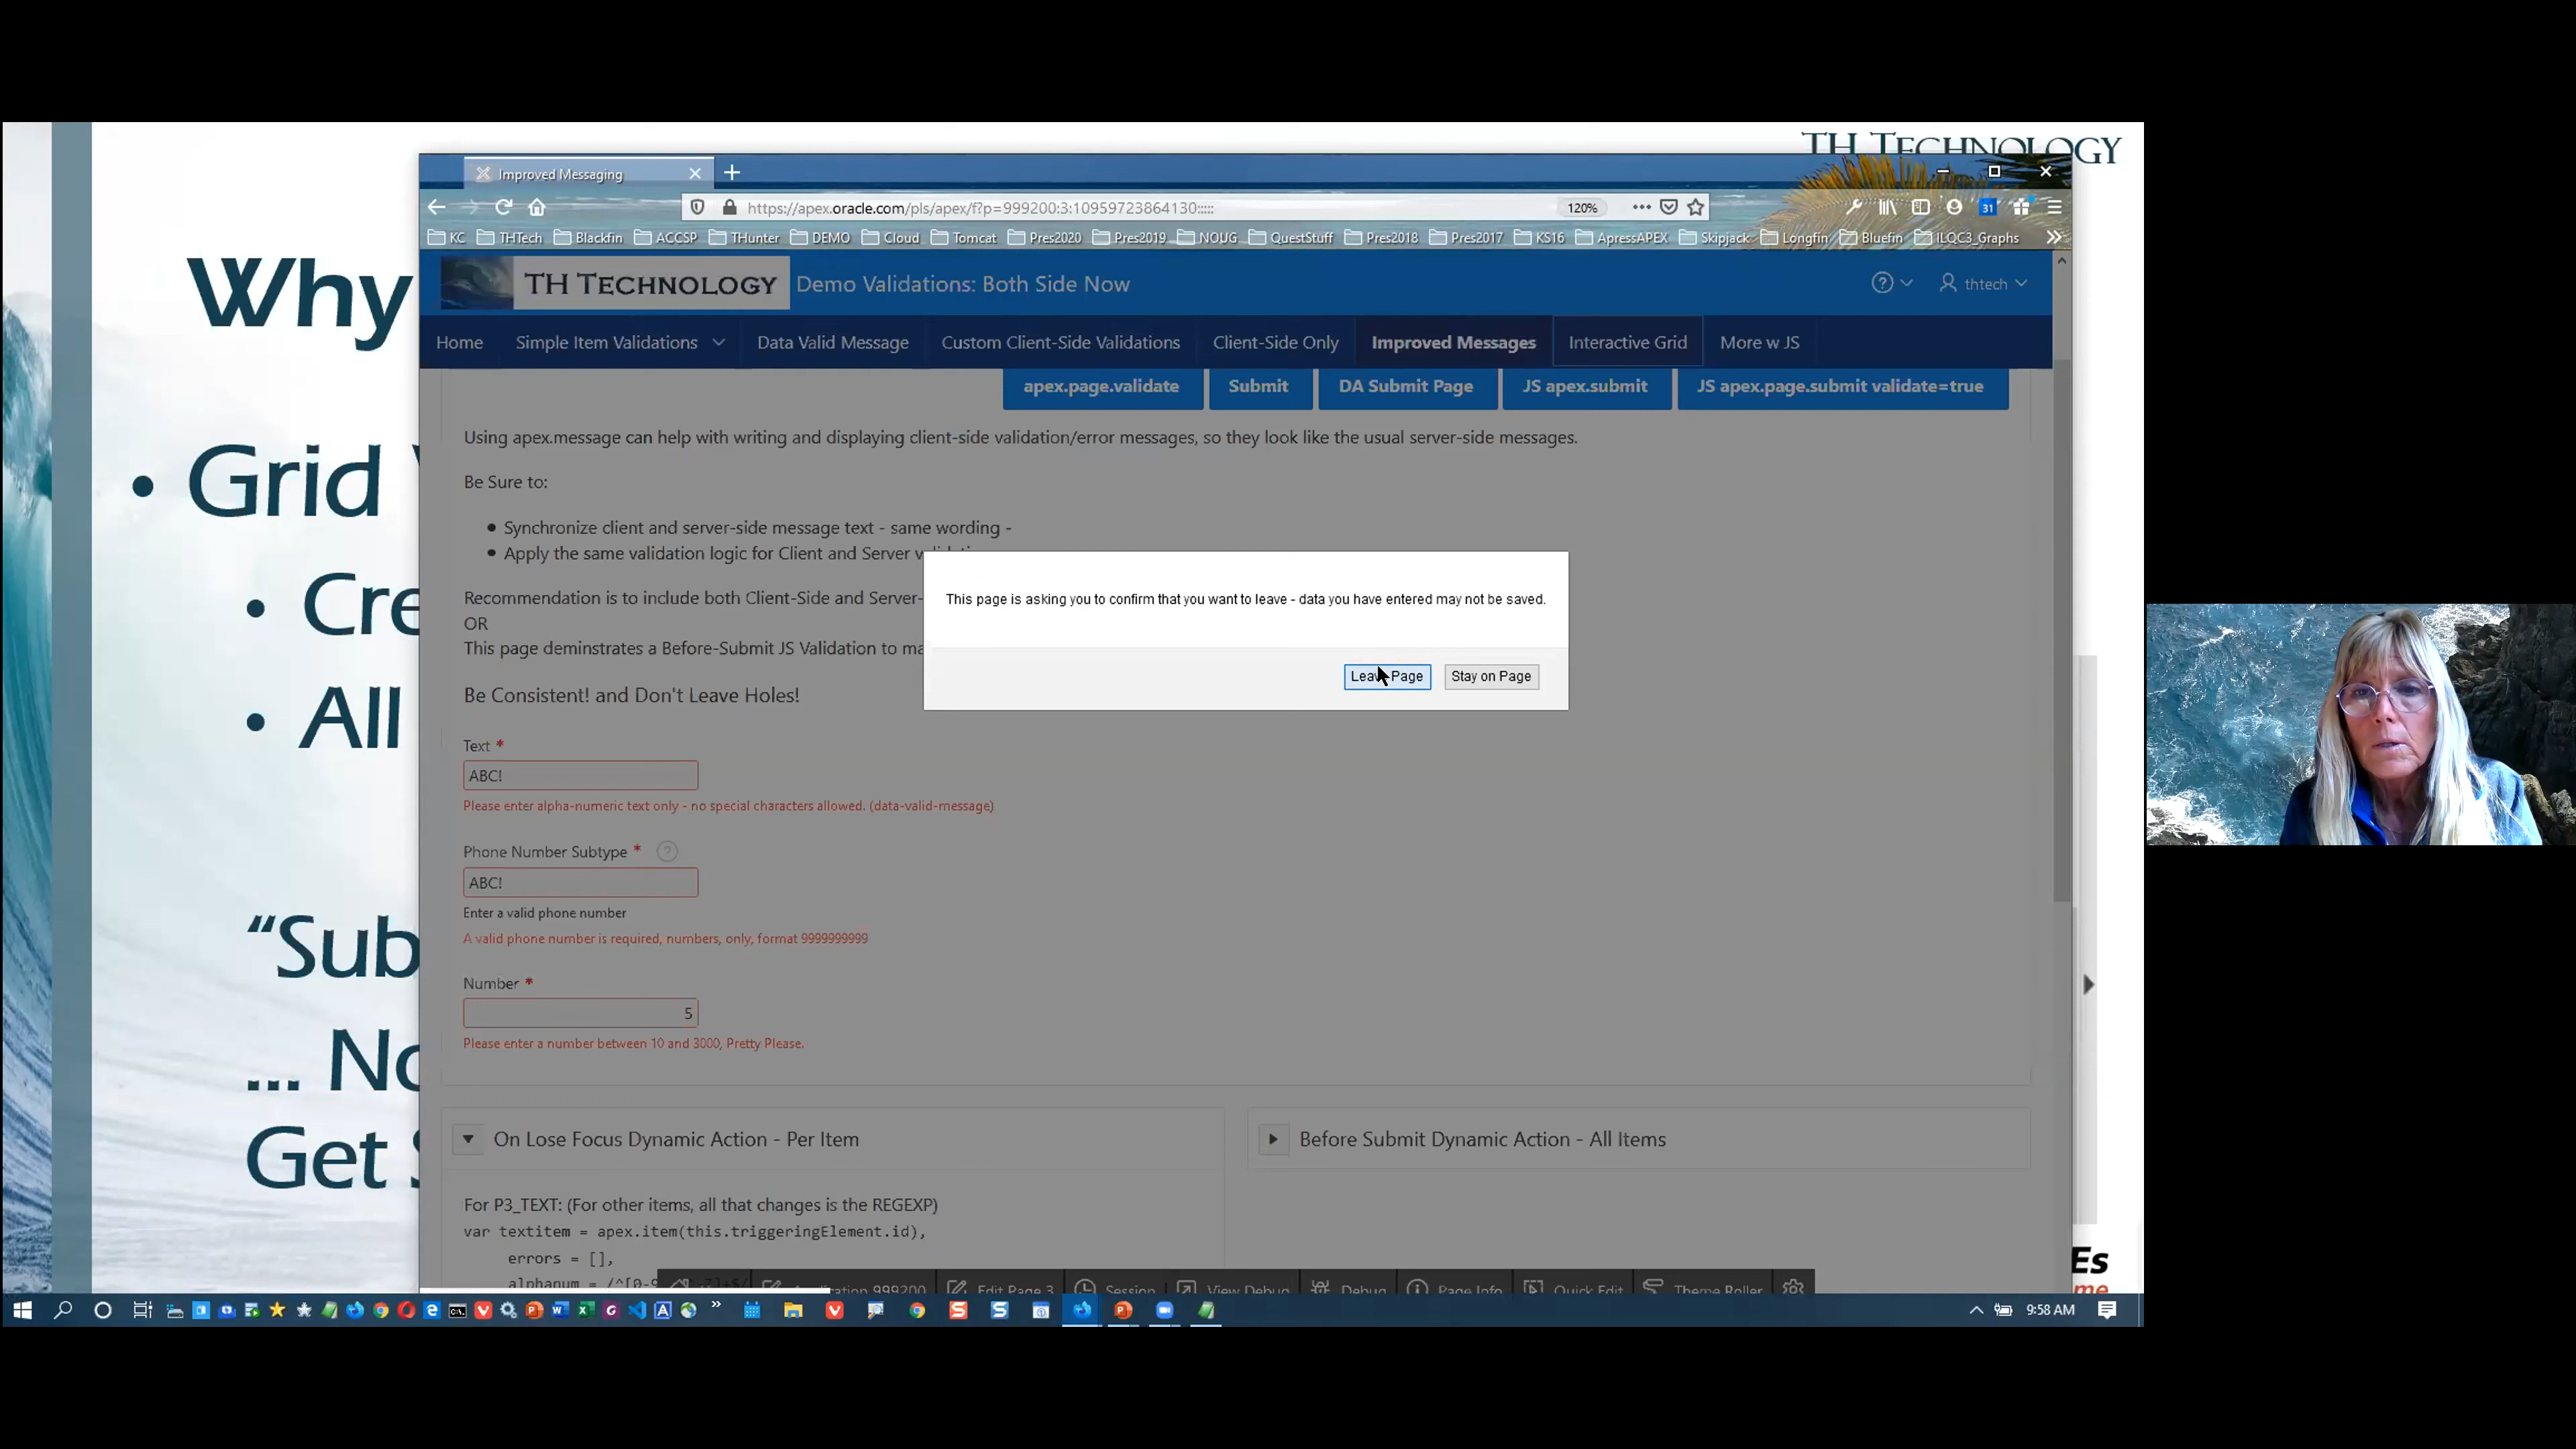 TH TECHNOLOGY
Why
• Grid
• Cre
• All
“Sub
... No
Get
Improved Messaging
https://apex.oracle.com/pls/apex/f?p=999200:3:10959723864130:::::
120%
31
KC THTech Blackfin ACCSP THunter DEMO Cloud Tomcat Pres2020 Pres2019 NOUG QuestStuff Pres2018 Pres2017 KS16 ApressAPEX Skipjack Longfin Bluefin ILQC3_Graphs
TH TECHNOLOGY Demo Validations: Both Side Now
thtech
Home Simple Item Validations Data Valid Message Custom Client-Side Validations Client-Side Only Improved Messages Interactive Grid More w JS
apex.page.validate Submit DA Submit Page JS apex.submit JS apex.page.submit validate=true
Using apex.message can help with writing and displaying client-side validation/error messages, so they look like the usual server-side messages.
Be Sure to:
• Synchronize client and server-side message text - same wording -
• Apply the same validation logic for Client and Server
Recommendation is to include both Client-Side and Server-
OR
This page deminstrates a Before-Submit JS Validation to ma
Be Consistent! and Don't Leave Holes!
This page is asking you to confirm that you want to leave - data you have entered may not be saved.
Leave Page Stay on Page
Text *
ABC!
Please enter alpha-numeric text only - no special characters allowed. (data-valid-message)
Phone Number Subtype *
ABC!
Enter a valid phone number
A valid phone number is required, numbers, only, format 9999999999
Number *
5
Please enter a number between 10 and 3000, Pretty Please.
On Lose Focus Dynamic Action - Per Item
Before Submit Dynamic Action - All Items
For P3_TEXT: (For other items, all that changes is the REGEXP)
var textitem = apex.item(this.triggeringElement.id),
errors = [],
alphanum = /^[0-9
999200 Edit Page 3 Session View Debug Debug Page Info Quick Edit Theme Roller
Es
me
9:58 AM